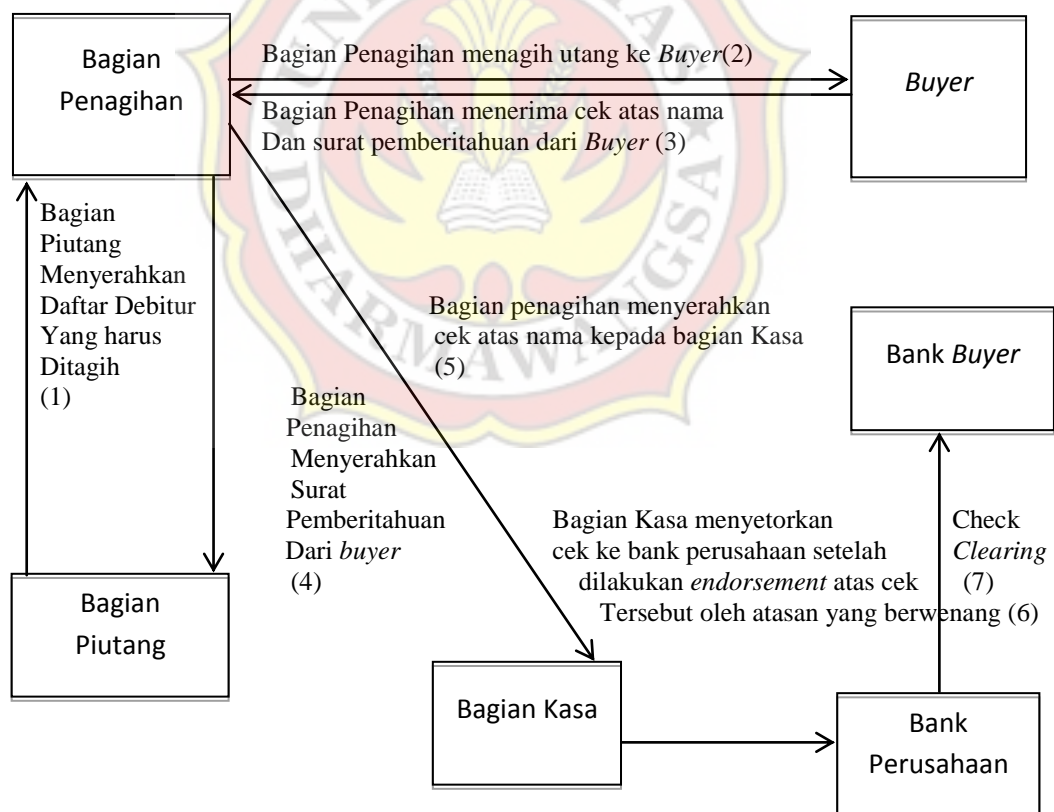 Bagian
Penagihan
Bagian Penagihan menagih utang ke Buyer(2)
Bagian Penagihan menerima cek atas nama
Dan surat pemberitahuan dari Buyer (3)
Buyer
Bagian
Piutang
Menyerahkan
Daftar Debitur
Yang harus
Ditagih
(1)
Bagian penagihan menyerahkan
cek atas nama kepada bagian Kasa
(5)
Bank Buyer
Bagian
Penagihan
Menyerahkan
Surat
Pemberitahuan
Dari buyer
(4)
Bagian Kasa menyetorkan
cek ke bank perusahaan setelah
dilakukan endorsement atas cek
Tersebut oleh atasan yang berwenang (6)
Check
Clearing
(7)
Bagian
Piutang
Bagian Kasa
Bank
Perusahaan
DHARMAWANGSA